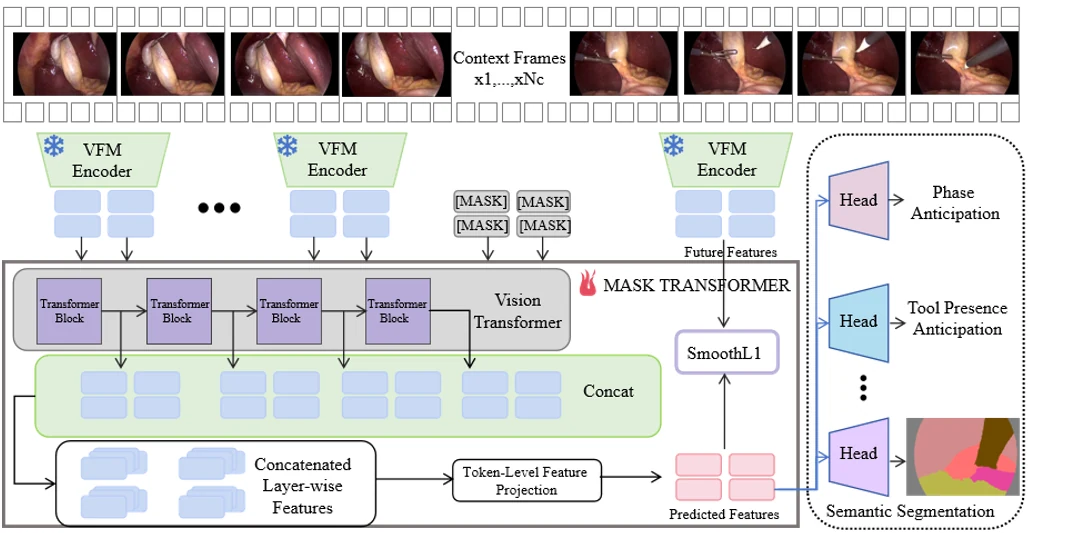 Context Frames
x1,...,xNc
VFM
Encoder
VFM
Encoder
VFM
Encoder
[MASK]
[MASK]
[MASK]
[MASK]
Future Features
Head
Phase
Anticipation
Transformer
Block
Transformer
Block
Transformer
Block
Transformer
Block
Vision
Transformer
MASK TRANSFORMER
Head
Tool Presence
Anticipation
SmoothL1
Concat
Head
Concatenated
Layer-wise
Features
Token-Level Feature
Projection
Predicted Features
Semantic Segmentation